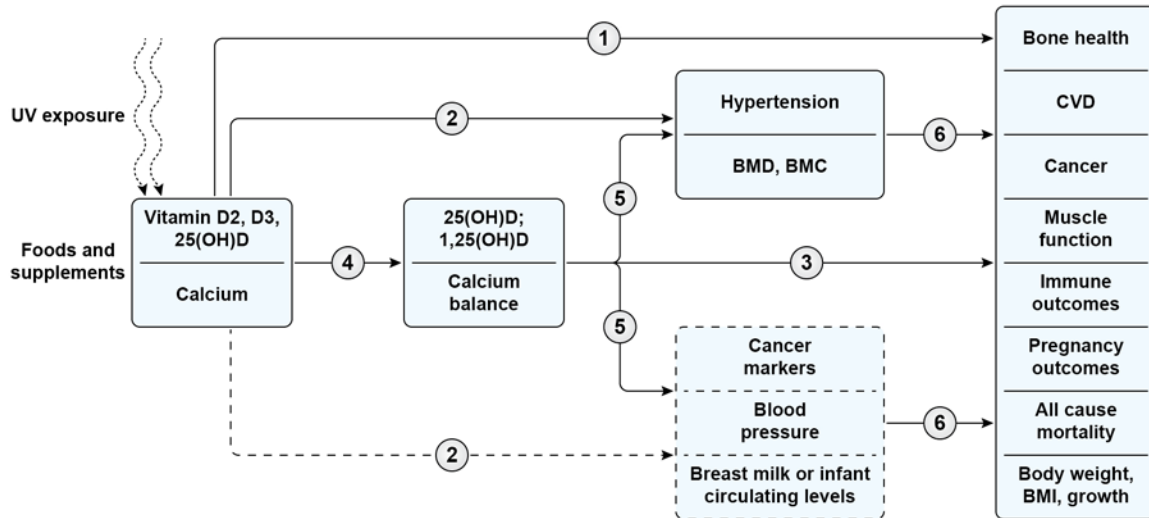 UV exposure
Foods and
supplements
Vitamin D2, D3,
25(OH)D
Calcium
1
2
4
25(OH)D;
1,25(OH)D
Calcium
balance
5
5
3
2
Hypertension
BMD, BMC
6
Cancer
markers
Blood
pressure
Breast milk or infant
circulating levels
6
Bone health
CVD
Cancer
Muscle
function
Immune
outcomes
Pregnancy
outcomes
All cause
mortality
Body weight,
BMI, growth